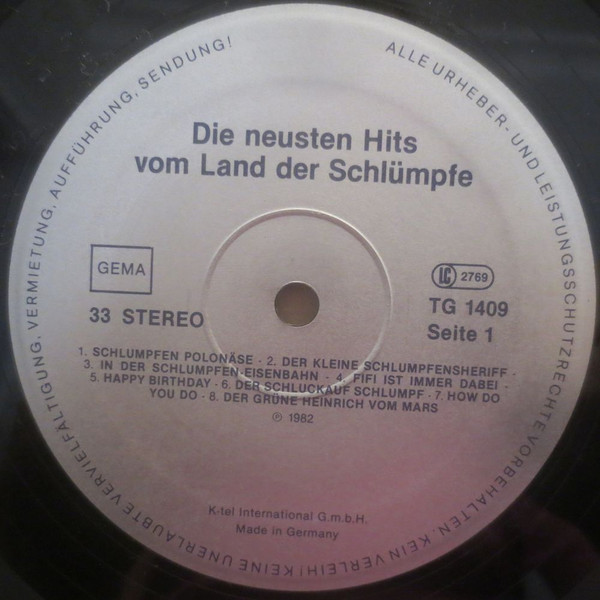 ALLE URHEBER- UND LEISTUNGSSCHUTZRECHTE VORBEHALTEN. KEIN VERLEIH! KEINE UNERLAUBTE VERVIELFÄLTIGUNG, VERMIETUNG, AUFFÜHRUNG, SENDUNG!
Die neusten Hits
vom Land der Schlümpfe
GEMA
LC 2769
33 STEREO
TG 1409
Seite 1
1. SCHLUMPFEN POLONÄSE · 2. DER KLEINE SCHLUMPFENSHERIFF ·
3. IN DER SCHLUMPFEN-EISENBAHN · 4. FIFI IST IMMER DABEI ·
5. HAPPY BIRTHDAY · 6. DER SCHLUCKAUF SCHLUMPF · 7. HOW DO
YOU DO · 8. DER GRÜNE HEINRICH VOM MARS
℗ 1982
K-tel International G.m.b.H.
Made in Germany